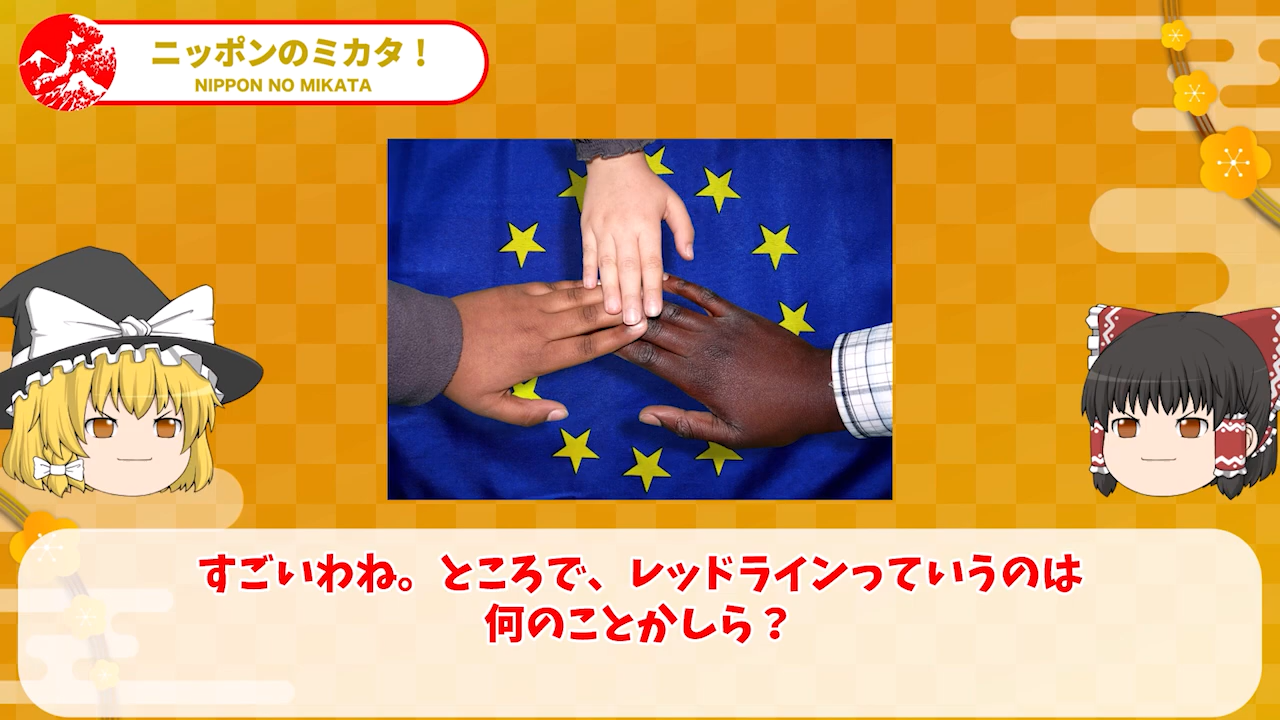 ニッポンのミカタ！
NIPPON NO MIKATA
すごいわね。ところで、レッドラインっていうのは
何のことかしら？